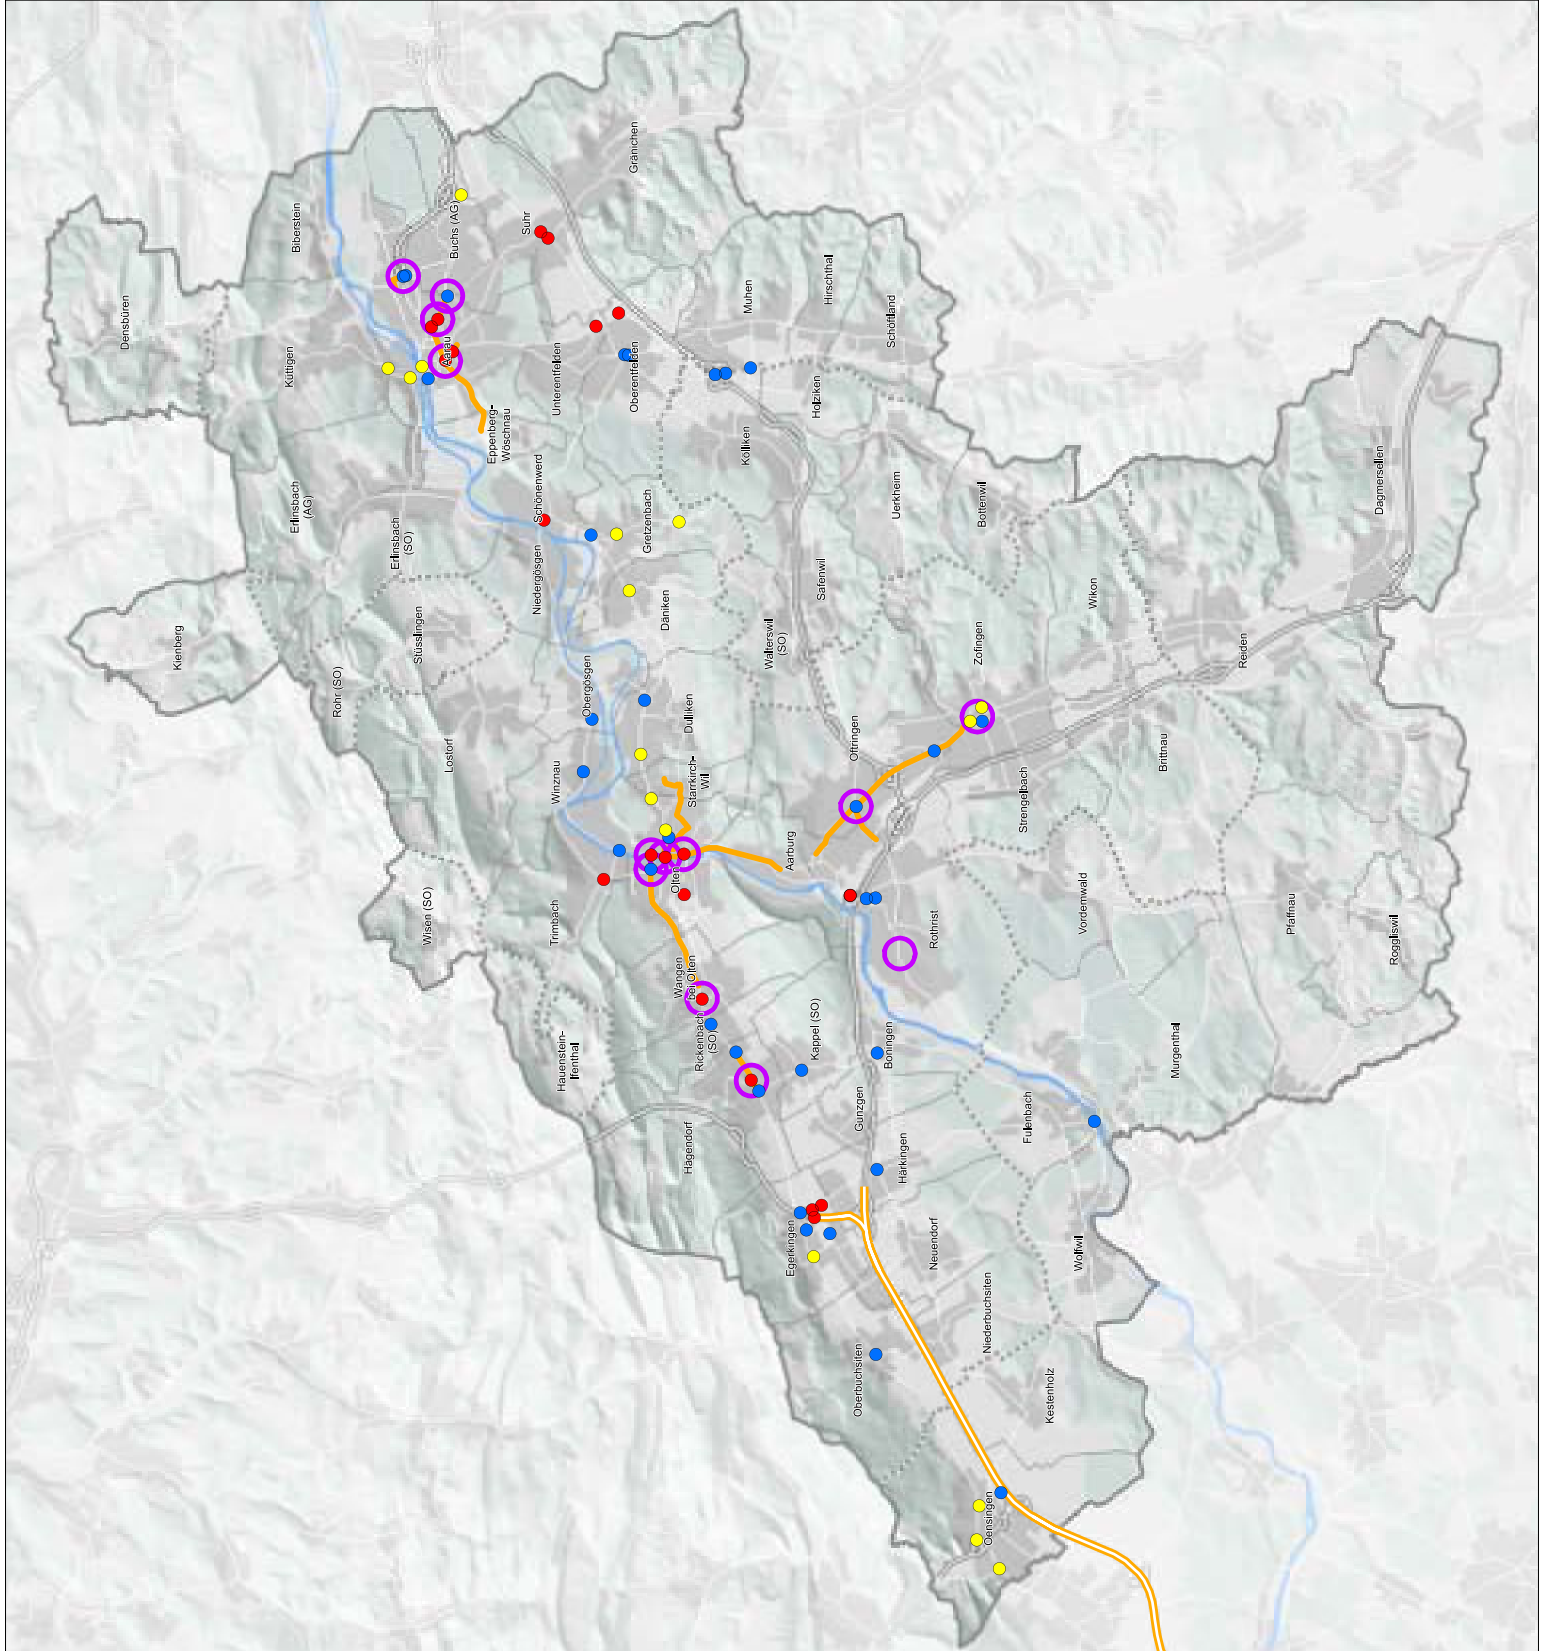 Densbüren
Biberstein
Küttigen
Buchs (AG)
Suhr
Gränichen
Aarau
Unterentfelden
Oberentfelden
Muhen
Hirschthal
Schöftland
Holziken
Kölliken
Eppenberg-
Wöschnau
Erlinsbach
(AG)
Erlinsbach
(SO)
Schönenwerd
Niedergösgen
Gretzenbach
Däniken
Kienberg
Stüsslingen
Rohr (SO)
Lostorf
Obergösgen
Dulliken
Winznau
Starrkirch-
Wil
Walterswil
(SO)
Safenwil
Uerkheim
Bottenwil
Wikon
Dagmersellen
Reiden
Zofingen
Oftringen
Strengelbach
Brittnau
Aarburg
Olten
Trimbach
Wisen (SO)
Hauenstein-
Ifenthal
Wangen
bei Olten
Rickenbach
(SO)
Kappel (SO)
Rothrist
Vordemwald
Pfaffnau
Roggliswil
Murgenthal
Boningen
Gunzgen
Fulenbach
Hägendorf
Härkingen
Egerkingen
Neuendorf
Wolfwil
Niederbuchsiten
Oberbuchsiten
Kestenholz
Oensingen